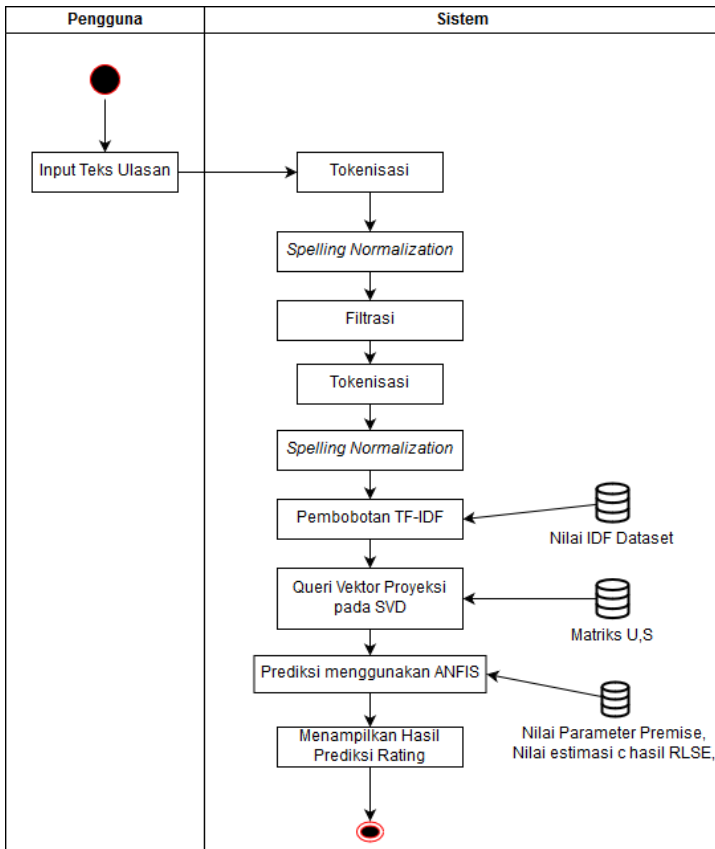 Pengguna
Sistem
Input Teks Ulasan
Tokenisasi
Spelling Normalization
Filtrasi
Tokenisasi
Spelling Normalization
Pembobotan TF-IDF
Nilai IDF Dataset
Queri Vektor Proyeksi
pada SVD
Matriks U,S
Prediksi menggunakan ANFIS
Nilai Parameter Premise,
Nilai estimasi c hasil RLSE,
Menampilkan Hasil
Prediksi Rating